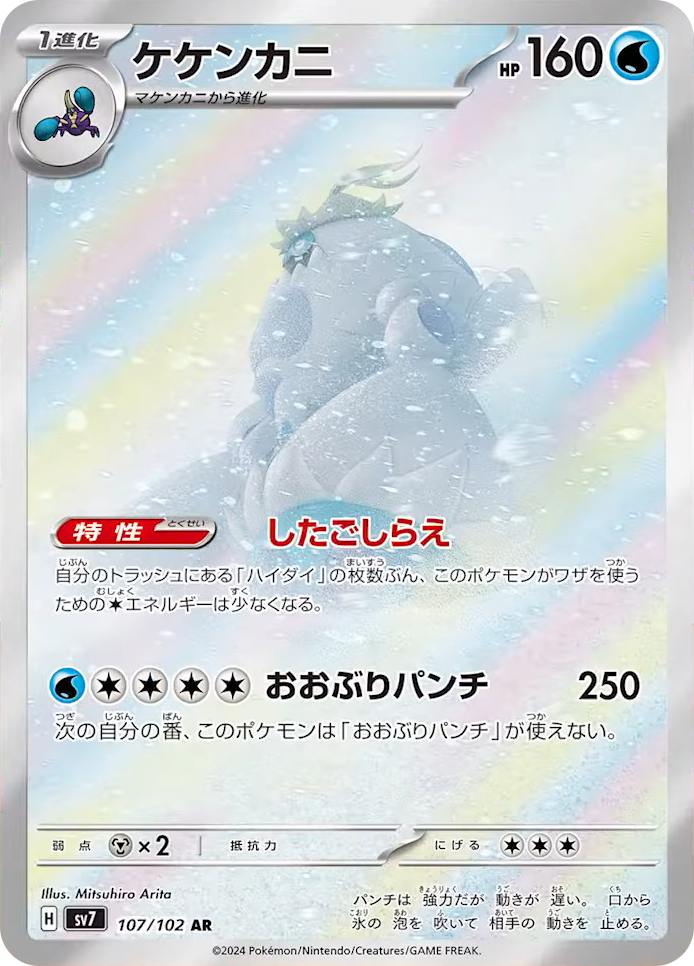 1進化
ケケンカニ
HP 160
マケンカニから進化
特性 とくせい したごしらえ
自分のトラッシュにある「ハイダイ」の枚数ぶん、このポケモンがワザを使う
ための エネルギーは少なくなる。
おおぶりパンチ 250
次の自分の番、このポケモンは「おおぶりパンチ」が使えない。
弱点 ×2 抵抗力 にげる
Illus. Mitsuhiro Arita
パンチは 強力だが 動きが 遅い。 口から
氷の 泡を 吹いて 相手の 動きを 止める。
H sv7 107/102 AR
©2024 Pokémon/Nintendo/Creatures/GAME FREAK.